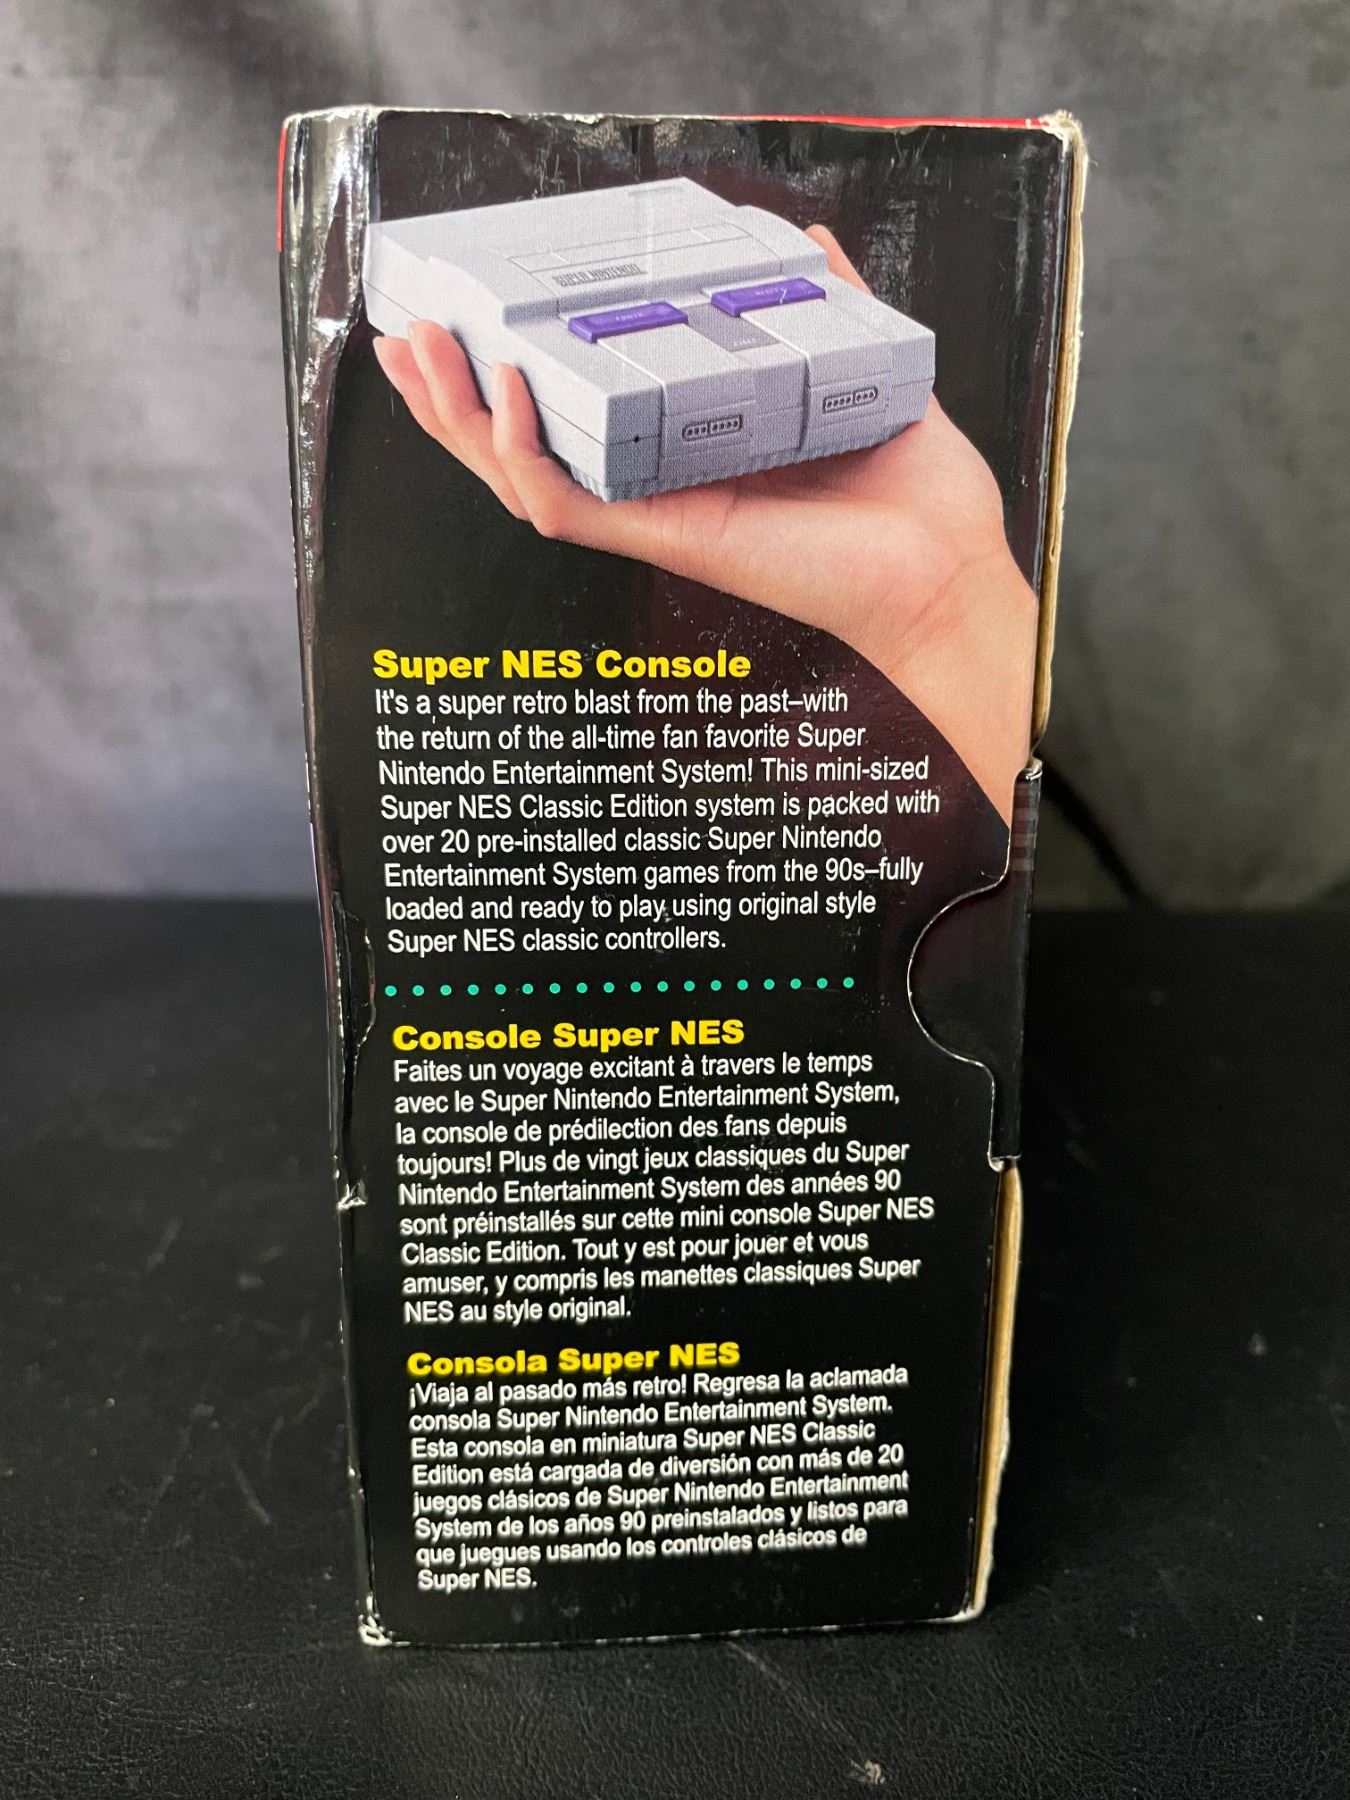 SUPER NINTENDO
POWER
RESET
Super NES Console
It's a super retro blast from the past–with
the return of the all-time fan favorite Super
Nintendo Entertainment System! This mini-sized
Super NES Classic Edition system is packed with
over 20 pre-installed classic Super Nintendo
Entertainment System games from the 90s–fully
loaded and ready to play using original style
Super NES classic controllers.
Console Super NES
Faites un voyage excitant à travers le temps
avec le Super Nintendo Entertainment System,
la console de prédilection des fans depuis
toujours! Plus de vingt jeux classiques du Super
Nintendo Entertainment System des années 90
sont préinstallés sur cette mini console Super NES
Classic Edition. Tout y est pour jouer et vous
amuser, y compris les manettes classiques Super
NES au style original.
Consola Super NES
¡Viaja al pasado más retro! Regresa la aclamada
consola Super Nintendo Entertainment System.
Esta consola en miniatura Super NES Classic
Edition está cargada de diversión con más de 20
juegos clásicos de Super Nintendo Entertainment
System de los años 90 preinstalados y listos para
que juegues usando los controles clásicos de
Super NES.